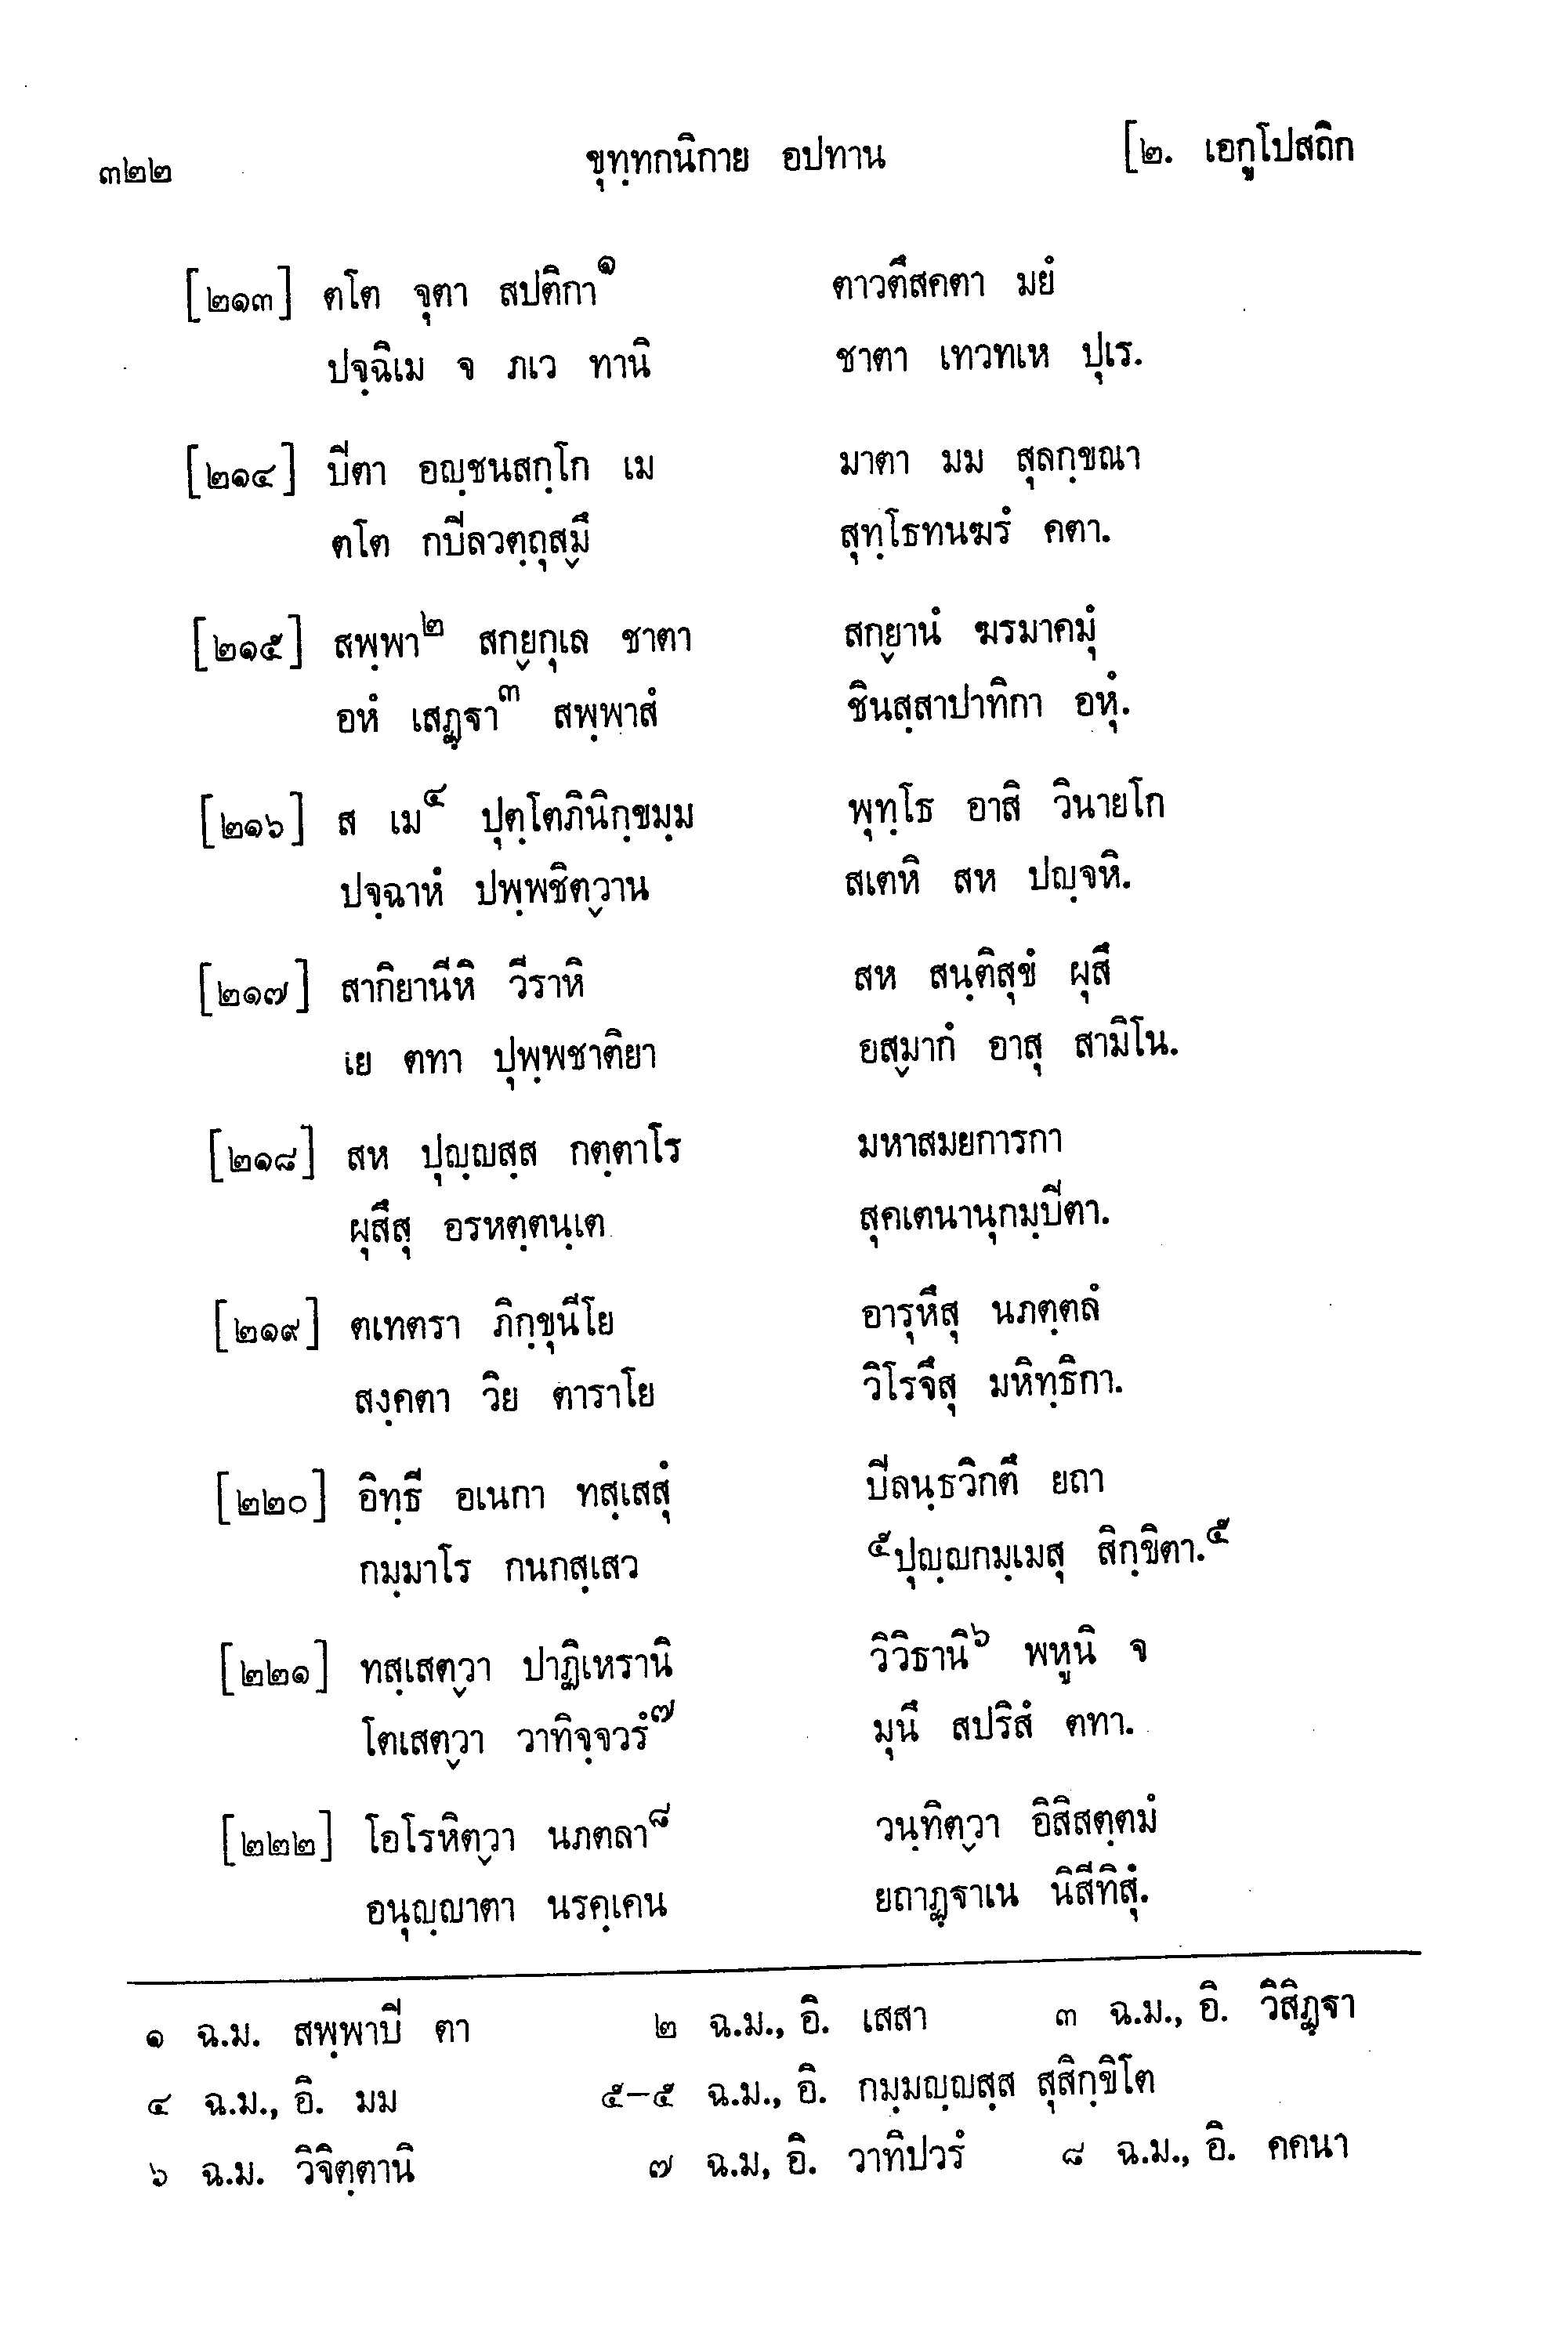 ๓๒๒ ขุทฺทกนิกาย อปทาน [๒. เอกูโปสถิก
[๒๑๓] ตโต จุตา สปติกา๑ ตาวตึสคตา มยํ
ปจฺฉิเม จ ภเว ทานิ ชาตา เทวทเห ปุเร.
[๒๑๔] ปิตา อญฺชนสกฺโก เม มาตา มม สุลกฺขณา
ตโต กปิลวตฺถุสฺมึ สุทฺโธทนฆรํ คตา.
[๒๑๕] สพฺพา๒ สกฺยกุเล ชาตา สกฺยานํ ฆรมาคมุํ
อหํ เสฏฺฐา๓ สพฺพาสํ ชินสฺสาปาทิกา อหุํ.
[๒๑๖] ส เม๔ ปุตฺโตภินิกฺขมฺม พุทฺโธ อาสิ วินายโก
ปจฺฉาหํ ปพฺพชิตฺวาน สเตหิ สห ปญฺจหิ.
[๒๑๗] สากิยานีหิ วีราหิ สห สนฺติสุขํ ผุสึ
เย ตทา ปุพฺพชาติยา อสฺมากํ อาสุ สามิโน.
[๒๑๘] สห ปุญฺญสฺส กตฺตาโร มหาสมยการกา
ผุสึสุ อรหตฺตนฺเต สุคเตนานุกมฺปิตา.
[๒๑๙] ตเทตรา ภิกฺขุนีโย อารุหึสุ นภตฺตลํ
สงฺคตา วิย ตาราโย วิโรจึสุ มหิทฺธิกา.
[๒๒๐] อิทฺธี อเนกา ทสฺเสสุํ ปิลนฺธวิกตึ ยถา
กมฺมาโร กนกสฺเสว ๕ปุญฺญกมฺเมสุ สิกฺขิตา.๕
[๒๒๑] ทสฺเสตฺวา ปาฏิเหรานิ วิวิธานิ๖ พหูนิ จ
โตเสตฺวา วาทิจฺจวรํ๗ มุนึ สปริสํ ตทา.
[๒๒๒] โอโรหิตฺวา นภตลา๘ วนฺทิตฺวา อิสิสตฺตมํ
อนุญฺญาตา นรคฺเคน ยถาฏฺฐาเน นิสีทิสุํ.
๑ ฉ.ม. สพฺพาปิ ตา ๒ ฉ.ม., อิ. เสสา ๓ ฉ.ม., อิ. วิสิฏฺฐา
๔ ฉ.ม., อิ. มม ๕–๕ ฉ.ม., อิ. กมฺมญฺญสฺส สุสิกฺขิโต
๖ ฉ.ม. วิจิตฺตานิ ๗ ฉ.ม, อิ. วาทิปวรํ ๘ ฉ.ม., อิ. คคนา